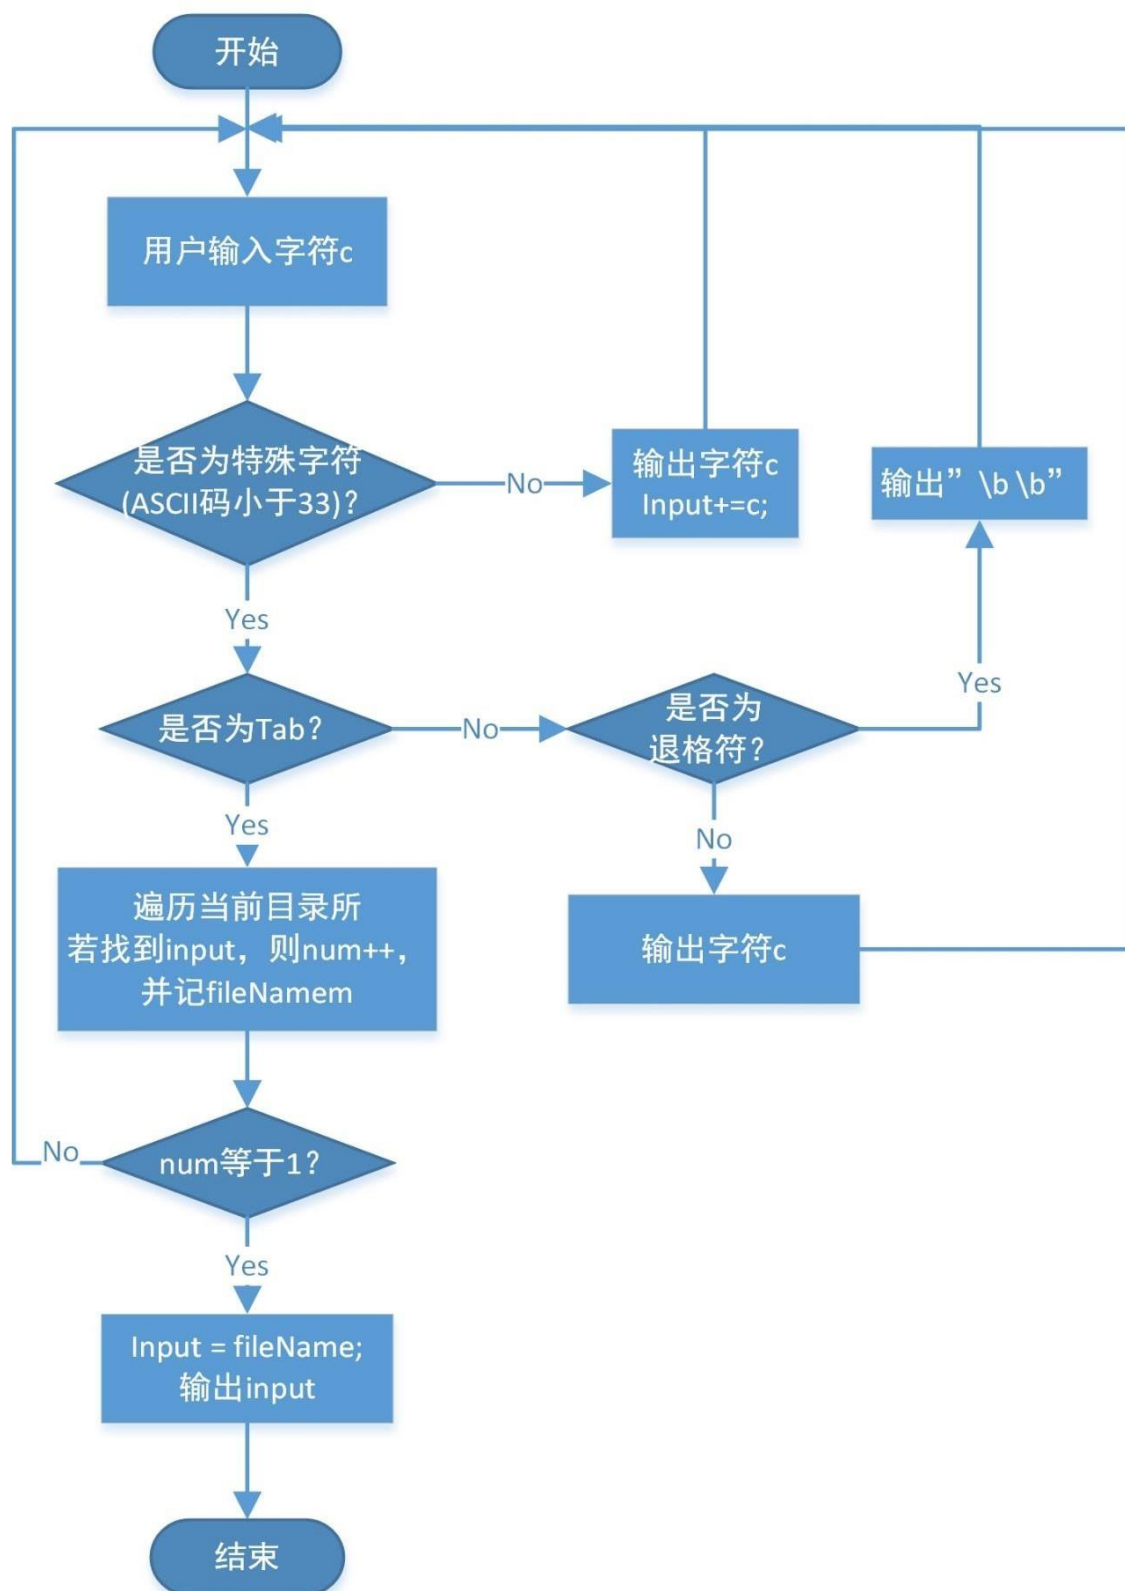 开始
用户输入字符c
是否为特殊字符
(ASCII码小于33)?
No
输出字符c
Input+=c;
输出”\b \b”
Yes
Yes
是否为Tab?
No
是否为
退格符?
Yes
No
遍历当前目录所
若找到input，则num++，
并记fileNamem
输出字符c
No
num等于1?
Yes
Input = fileName;
输出input
结束